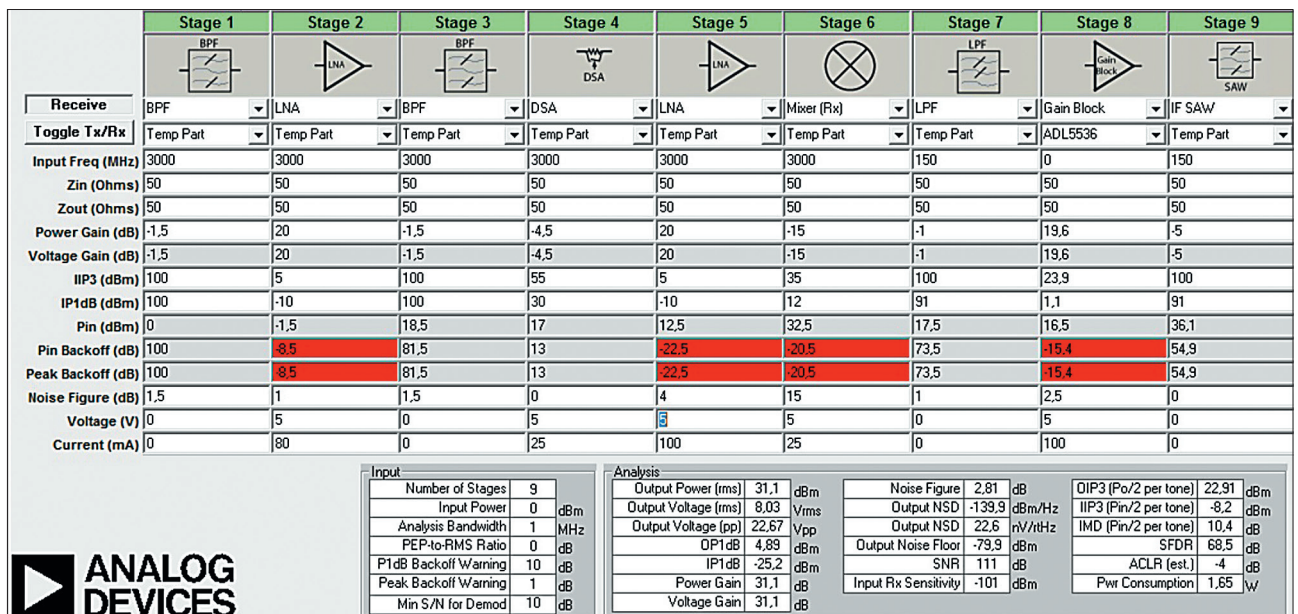 Stage 1 Stage 2 Stage 3 Stage 4 Stage 5 Stage 6 Stage 7 Stage 8 Stage 9
BPF LNA BPF DSA LNA LPF Gain Block SAW
Receive BPF LNA BPF DSA LNA Mixer (Rx) LPF Gain Block IF SAW
Toggle Tx/Rx Temp Part Temp Part Temp Part Temp Part Temp Part Temp Part Temp Part ADL5536 Temp Part
Input Freq (MHz) 3000 3000 3000 3000 3000 3000 150 0 150
Zin (Ohms) 50 50 50 50 50 50 50 50 50
Zout (Ohms) 50 50 50 50 50 50 50 50 50
Power Gain (dB) -1,5 20 -1,5 -4,5 20 -15 -1 19,6 -5
Voltage Gain (dB) -1,5 20 -1,5 -4,5 20 -15 -1 19,6 -5
IIP3 (dBm) 100 5 100 55 5 35 100 23,9 100
IP1dB (dBm) 100 -10 100 30 -10 12 91 1,1 91
Pin (dBm) 0 -1,5 18,5 17 12,5 32,5 17,5 16,5 36,1
Pin Backoff (dB) 100 -8,5 81,5 13 -22,5 -20,5 73,5 -15,4 54,9
Peak Backoff (dB) 100 -8,5 81,5 13 -22,5 -20,5 73,5 -15,4 54,9
Noise Figure (dB) 1,5 1 1,5 0 4 15 1 2,5 0
Voltage (V) 0 5 0 5 5 5 0 5 0
Current (mA) 0 80 0 25 100 25 0 100 0
Input
Number of Stages 9
Input Power 0 dBm
Analysis Bandwidth 1 MHz
PEP-to-RMS Ratio 0 dB
P1dB Backoff Warning 10 dB
Peak Backoff Warning 1 dB
Min S/N for Demod 10 dB
Analysis
Output Power (rms) 31,1 dBm Noise Figure 2,81 dB OIP3 (Po/2 per tone) 22,91 dBm
Output Voltage (rms) 8,03 Vrms Output NSD -139,9 dBm/Hz IIP3 (Pin/2 per tone) -8,2 dBm
Output Voltage (pp) 22,67 Vpp Output NSD 22,6 nV/rtHz IMD (Pin/2 per tone) 10,4 dB
OP1dB 4,89 dBm Output Noise Floor -79,9 dBm SFDR 68,5 dB
IP1dB -25,2 dBm SNR 111 dB ACLR (est.) -4 dB
Power Gain 31,1 dB Input Rx Sensitivity -101 dBm Pwr Consumption 1,65 W
Voltage Gain 31,1 dB
ANALOG
DEVICES